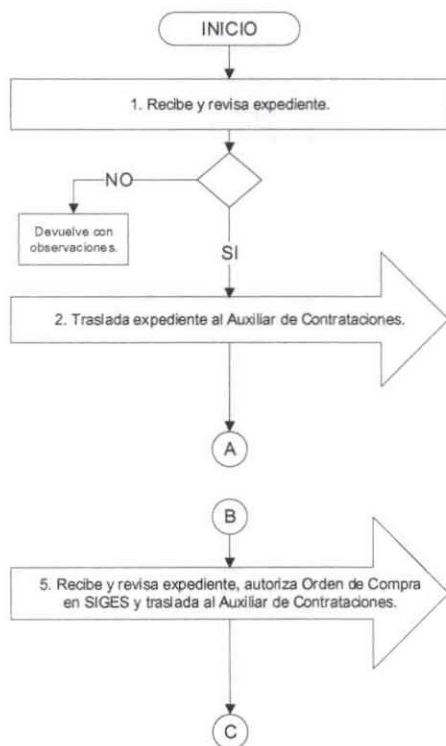 INICIO
1. Recibe y revisa expediente.
NO
Devuelve con
observaciones.
SI
2. Traslada expediente al Auxiliar de Contrataciones.
A
B
5. Recibe y revisa expediente, autoriza Orden de Compra
en SIGES y traslada al Auxiliar de Contrataciones.
C